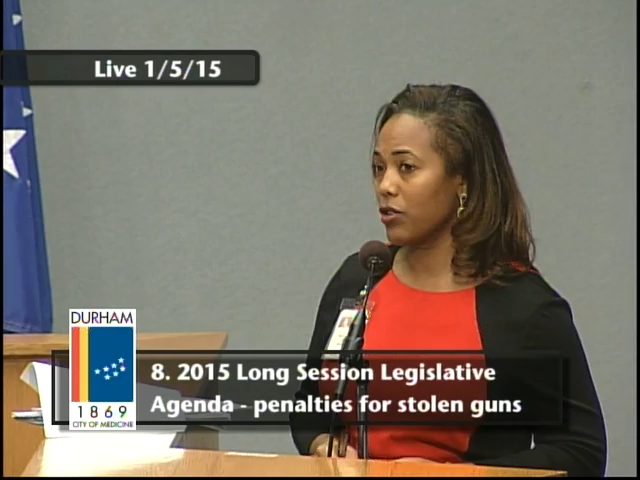 Live 1/5/15
DURHAM
1869
CITY OF MEDICINE
8. 2015 Long Session Legislative
Agenda - penalties for stolen guns